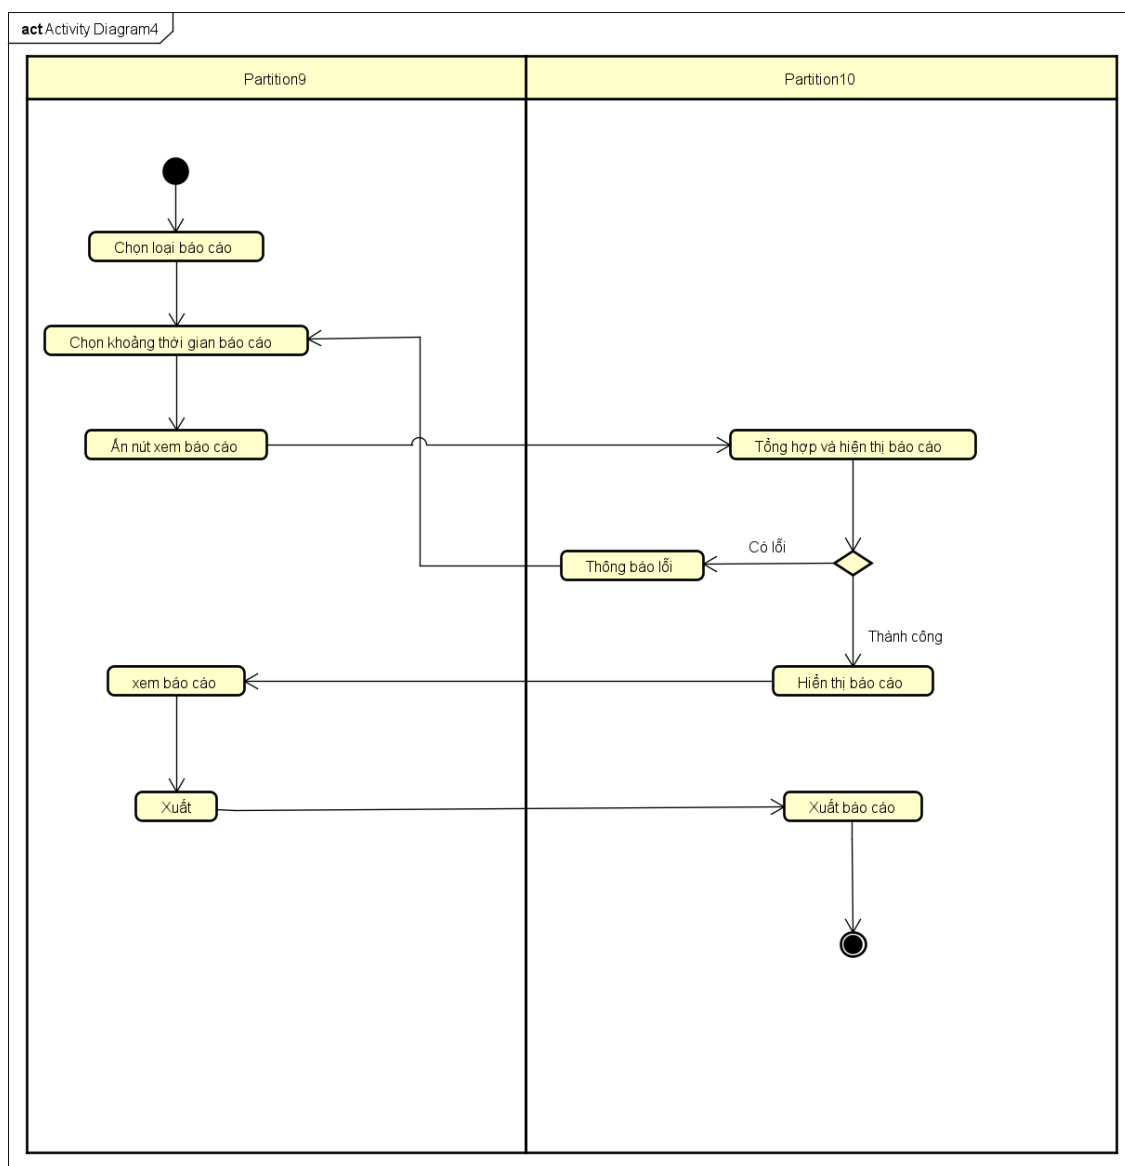 act Activity Diagram4
Partition9
Partition10
Chọn loại báo cáo
Chọn khoảng thời gian báo cáo
Ấn nút xem báo cáo
Tổng hợp và hiện thị báo cáo
Có lỗi
Thông báo lỗi
Thành công
xem báo cáo
Hiển thị báo cáo
Xuất
Xuất báo cáo